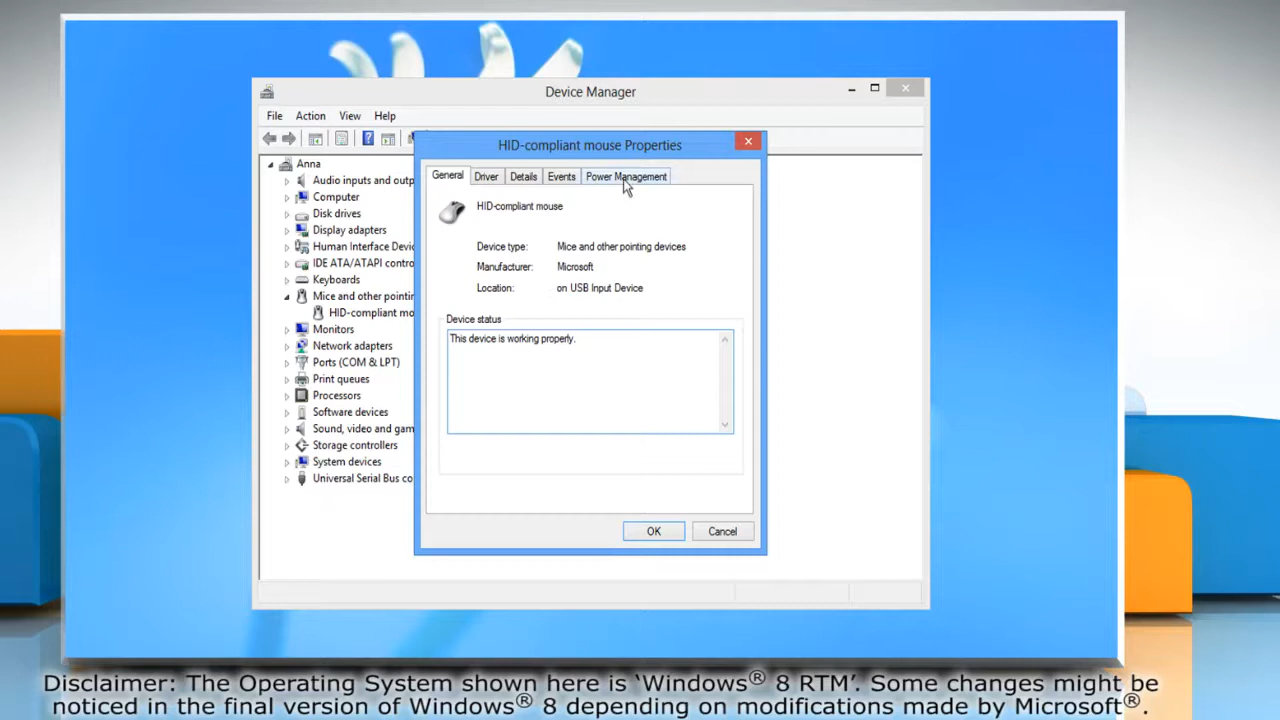 Device Manager
File Action View Help
HID-compliant mouse Properties
Anna
Audio inputs and outp
Computer
Disk drives
Display adapters
Human Interface Devi
IDE ATA/ATAPI contro
Keyboards
Mice and other pointin
HID-compliant mo
Monitors
Network adapters
Ports (COM & LPT)
Print queues
Processors
Software devices
Sound, video and gam
Storage controllers
System devices
Universal Serial Bus co
General Driver Details Events Power Management
HID-compliant mouse
Device type: Mice and other pointing devices
Manufacturer: Microsoft
Location: on USB Input Device
Device status
This device is working properly.
OK Cancel
Disclaimer: The Operating System shown here is ‘Windows® 8 RTM’. Some changes might be
noticed in the final version of Windows® 8 depending on modifications made by Microsoft®.